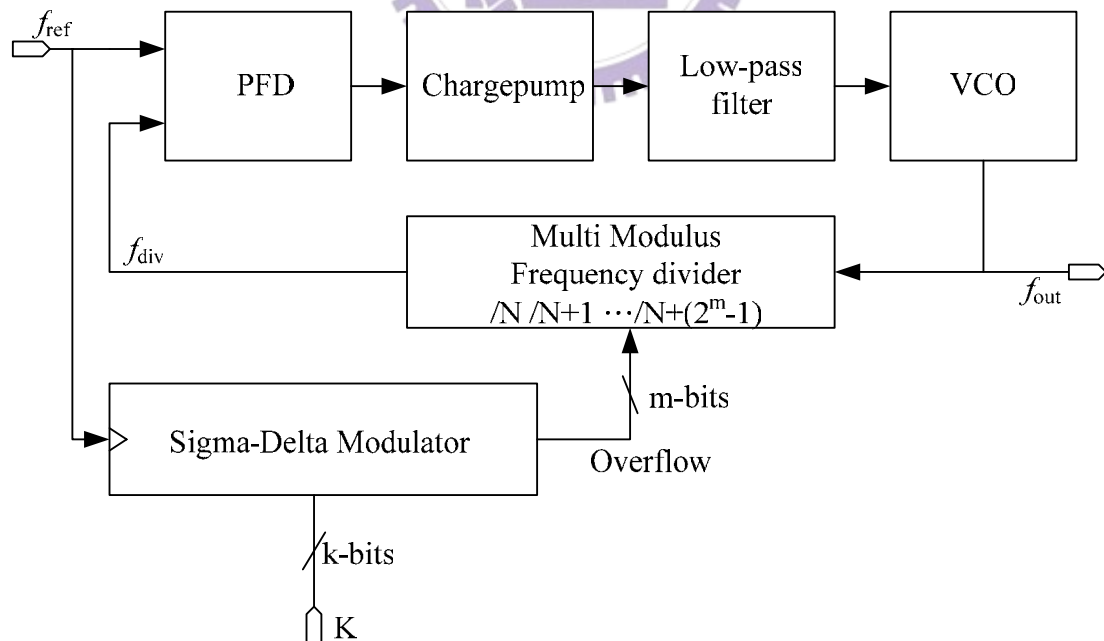 fref
PFD
Chargepump
Low-pass
filter
VCO
fdiv
Multi Modulus
Frequency divider
/N /N+1 ⋯/N+(2^m-1)
fout
m-bits
Sigma-Delta Modulator
Overflow
k-bits
K